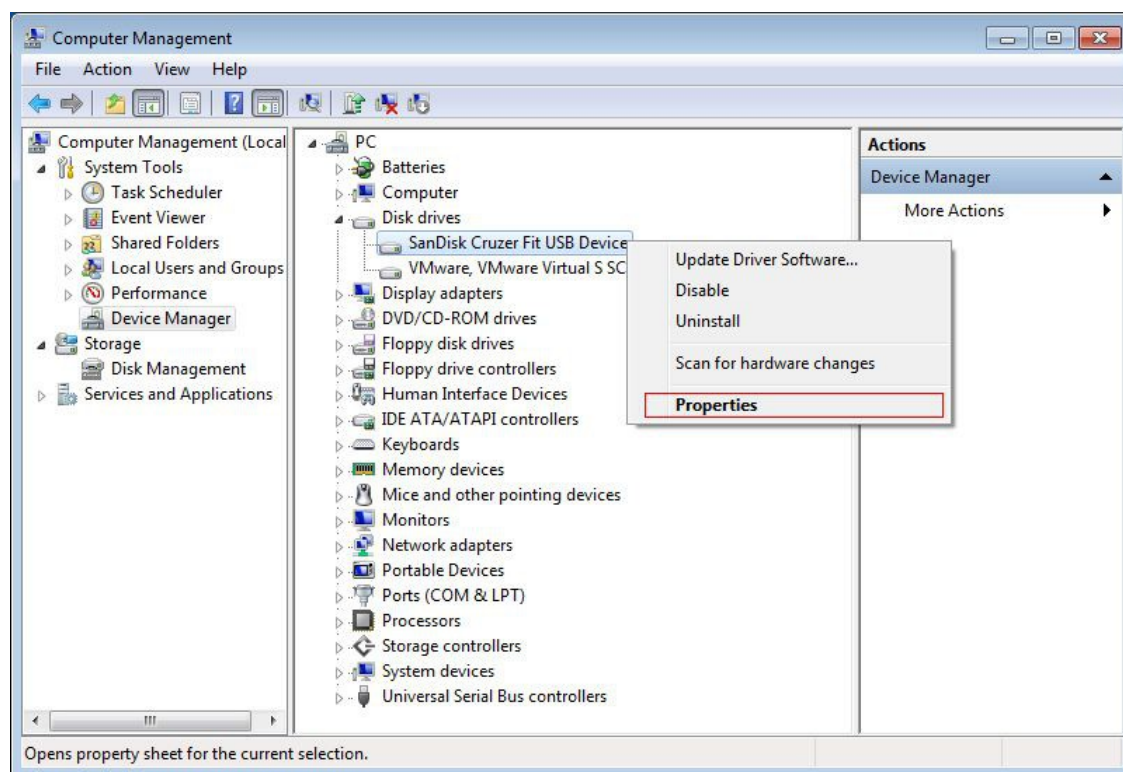 Computer Management
File Action View Help
Computer Management (Local
System Tools
Task Scheduler
Event Viewer
Shared Folders
Local Users and Groups
Performance
Device Manager
Storage
Disk Management
Services and Applications
PC
Batteries
Computer
Disk drives
SanDisk Cruzer Fit USB Device
VMware, VMware Virtual S SC
Display adapters
DVD/CD-ROM drives
Floppy disk drives
Floppy drive controllers
Human Interface Devices
IDE ATA/ATAPI controllers
Keyboards
Memory devices
Mice and other pointing devices
Monitors
Network adapters
Portable Devices
Ports (COM & LPT)
Processors
Storage controllers
System devices
Universal Serial Bus controllers
Update Driver Software...
Disable
Uninstall
Scan for hardware changes
Properties
Actions
Device Manager
More Actions
Opens property sheet for the current selection.